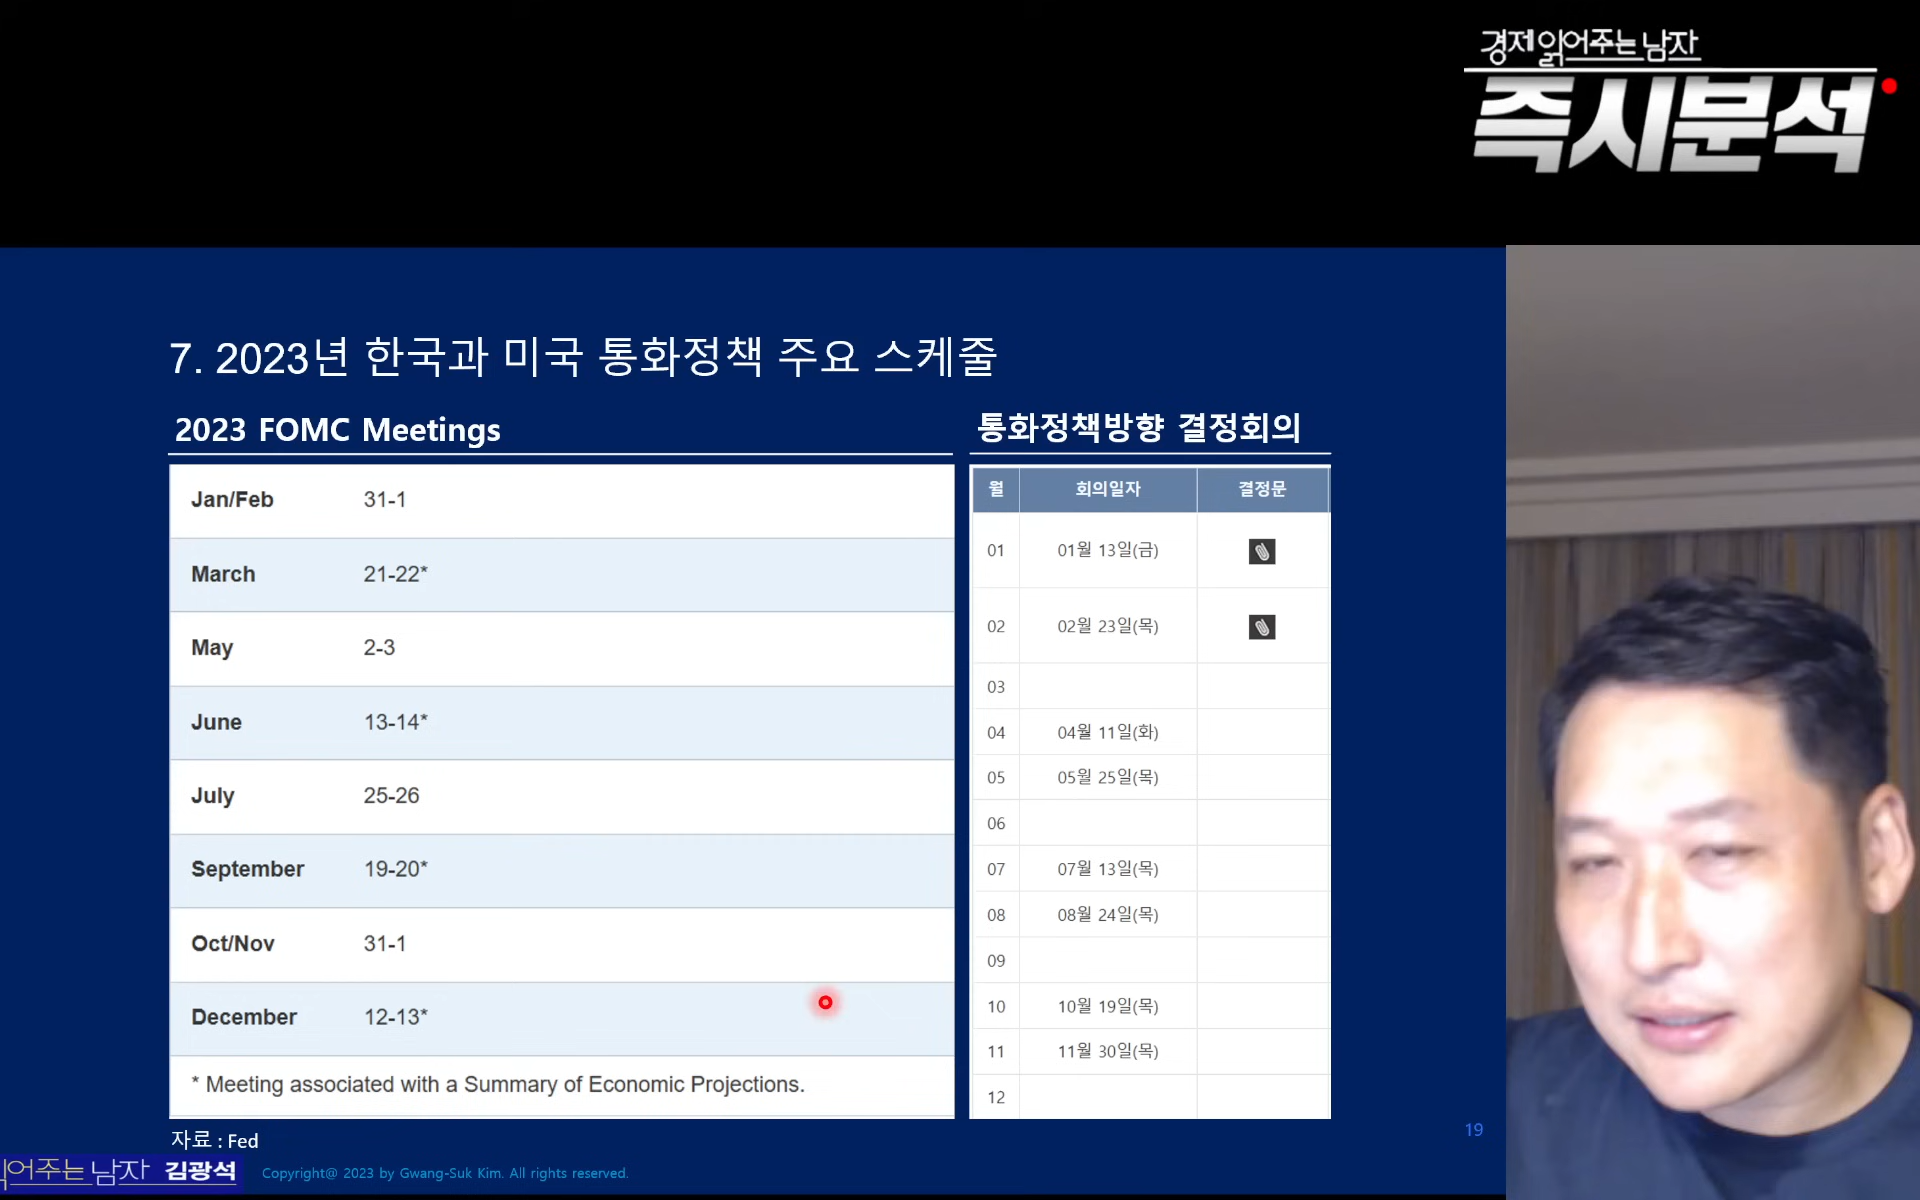 경제읽어주는남자
즉시분석
7. 2023년 한국과 미국 통화정책 주요 스케줄
2023 FOMC Meetings
Jan/Feb 31-1
March 21-22*
May 2-3
June 13-14*
July 25-26
September 19-20*
Oct/Nov 31-1
December 12-13*
* Meeting associated with a Summary of Economic Projections.
통화정책방향 결정회의
월 회의일자 결정문
01 01월 13일(금)
02 02월 23일(목)
03
04 04월 11일(화)
05 05월 25일(목)
06
07 07월 13일(목)
08 08월 24일(목)
09
10 10월 19일(목)
11 11월 30일(목)
12
자료 : Fed
19
어주는남자 김광석
Copyright@ 2023 by Gwang-Suk Kim. All rights reserved.